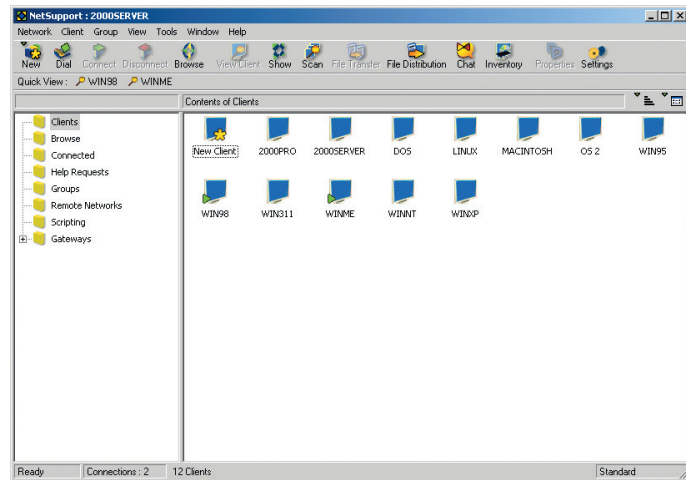 NetSupport : 2000SERVER
Network Client Group View Tools Window Help
New Dial Connect Disconnect Browse View Client Show Scan File Transfer File Distribution Chat Inventory Properties Settings
Quick View : WIN98 WINME
Contents of Clients
Clients
Browse
Connected
Help Requests
Groups
Remote Networks
Scripting
Gateways
New Client 2000PRO 2000SERVER DOS LINUX MACINTOSH OS 2 WIN95
WIN98 WIN311 WINME WINNT WINXP
Ready Connections : 2 12 Clients Standard